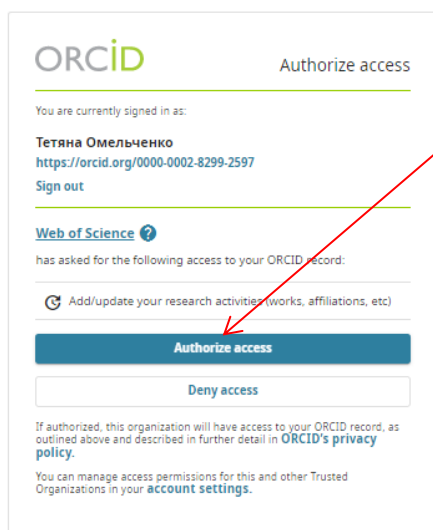 ORCID
Authorize access
You are currently signed in as:
Тетяна Омельченко
https://orcid.org/0000-0002-8299-2597
Sign out
Web of Science ?
has asked for the following access to your ORCID record:
Add/update your research activities (works, affiliations, etc)
Authorize access
Deny access
If authorized, this organization will have access to your ORCID record, as
outlined above and described in further detail in ORCID's privacy
policy.
You can manage access permissions for this and other Trusted
Organizations in your account settings.